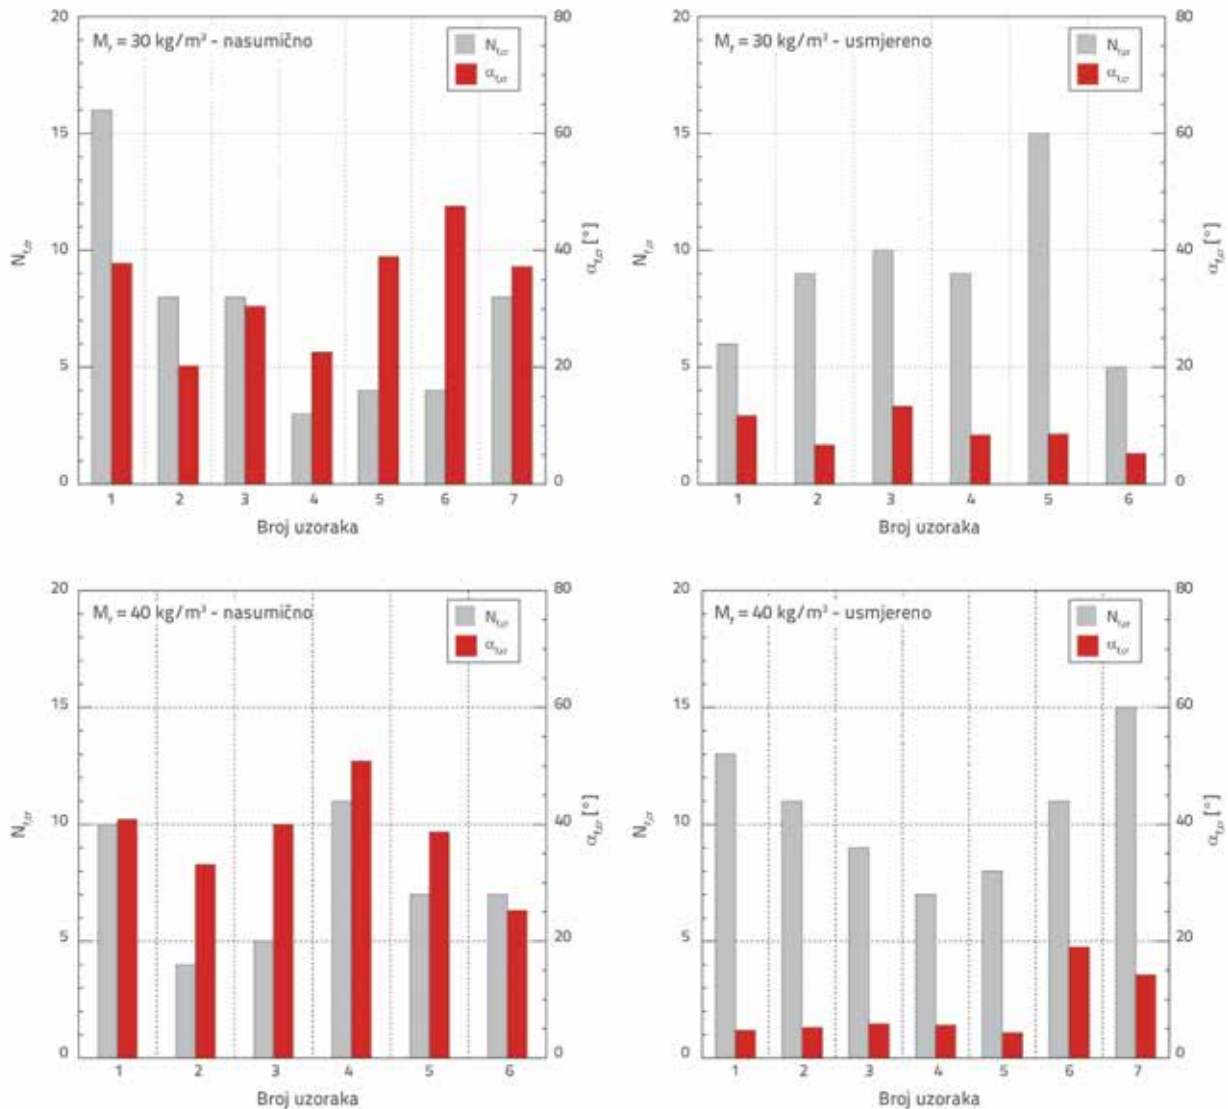 M_f = 30 kg/m³ - nasumično
N_f,cr
α_f,cr
20
15
10
5
0
N_f,cr
80
60
40
20
0
α_f,cr [°]
1 2 3 4 5 6 7
Broj uzoraka
M_f = 30 kg/m³ - usmjereno
N_f,cr
α_f,cr
20
15
10
5
0
N_f,cr
80
60
40
20
0
α_f,cr [°]
1 2 3 4 5 6
Broj uzoraka
M_f = 40 kg/m³ - nasumično
N_f,cr
α_f,cr
20
15
10
5
0
N_f,cr
80
60
40
20
0
α_f,cr [°]
1 2 3 4 5 6
Broj uzoraka
M_f = 40 kg/m³ - usmjereno
N_f,cr
α_f,cr
20
15
10
5
0
N_f,cr
80
60
40
20
0
α_f,cr [°]
1 2 3 4 5 6 7
Broj uzoraka